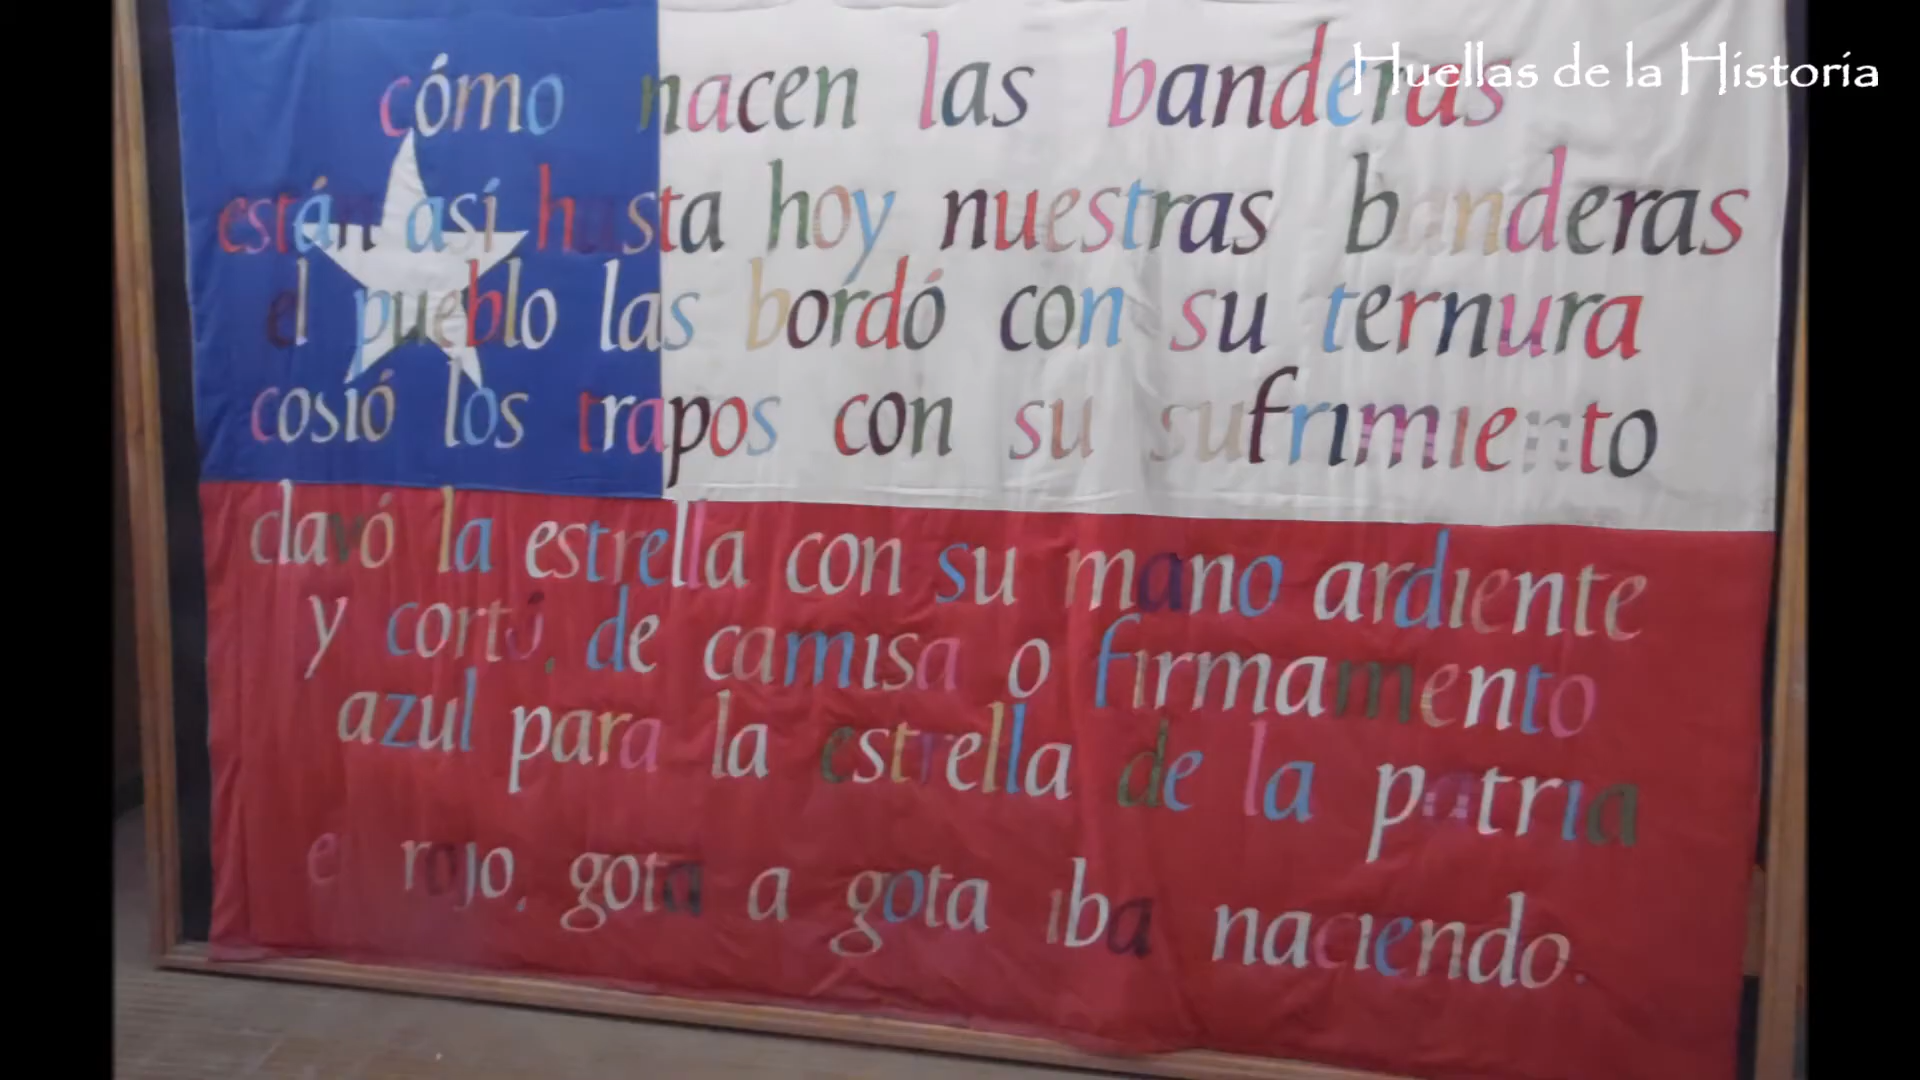 Huellas de la Historia
cómo nacen las banderas
están así hasta hoy nuestras banderas
el pueblo las bordó con su ternura
cosió los trapos con su sufrimiento
clavó la estrella con su mano ardiente
y cortó, de camisa o firmamento
azul para la estrella de la patria
el rojo, gota a gota iba naciendo.